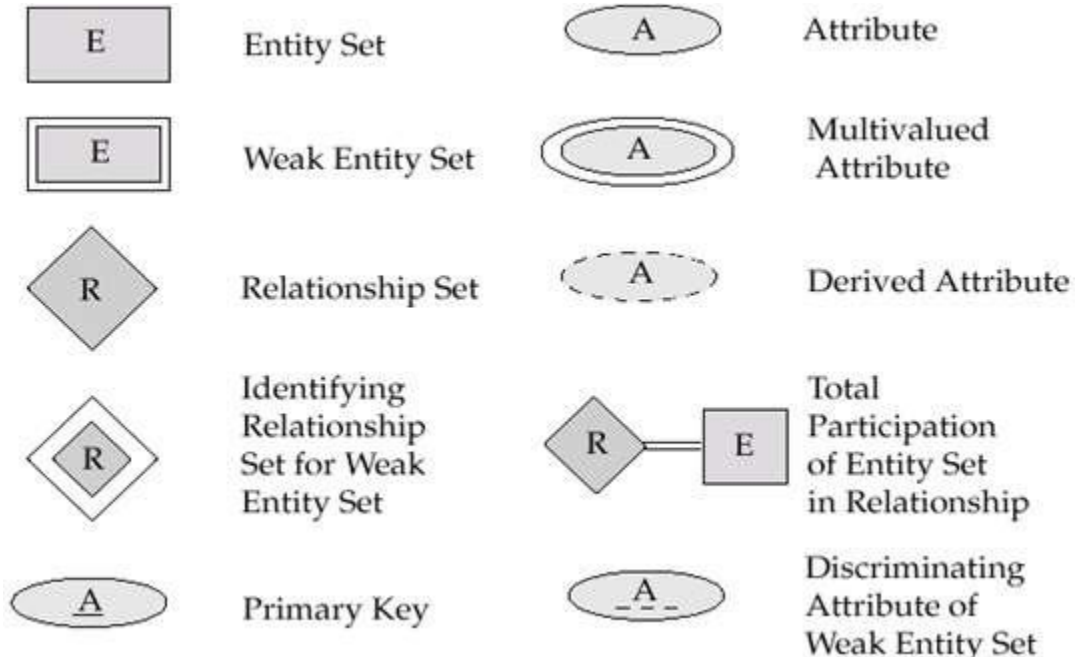 E
Entity Set
A
Attribute
E
Weak Entity Set
A
Multivalued
Attribute
R
Relationship Set
A
Derived Attribute
R
Identifying
Relationship
Set for Weak
Entity Set
R
E
Total
Participation
of Entity Set
in Relationship
A
Primary Key
A
Discriminating
Attribute of
Weak Entity Set